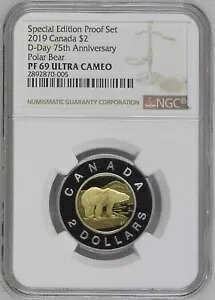 Special Edition Proof Set
2019 Canada $2
D-Day 75th Anniversary
Polar Bear
PF 69 ULTRA CAMEO
2892870-005
NUMISMATIC GUARANTY CORPORATION
NGC
CANADA
2 DOLLARS